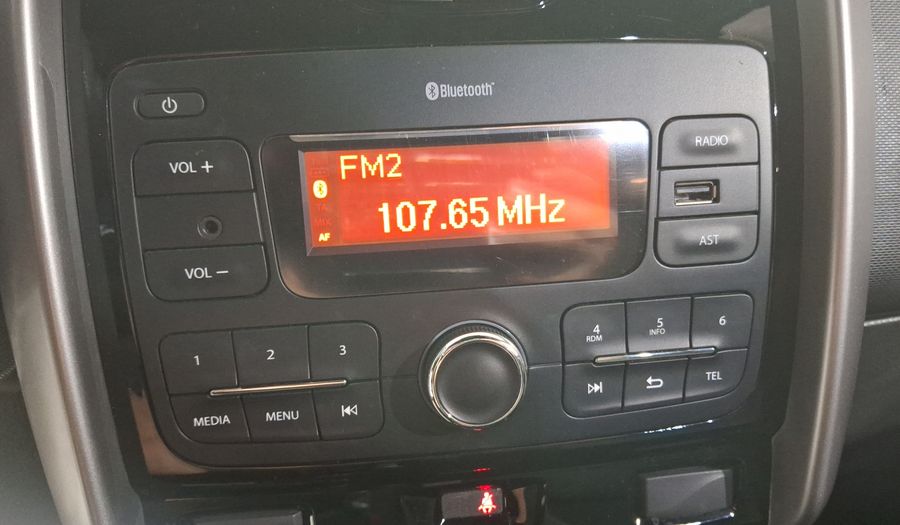 Bluetooth
RADIO
VOL +
FM2
107.65 MHz
MIX
AF
VOL −
AST
1
2
3
4
RDM
5
INFO
6
MEDIA
MENU
TEL